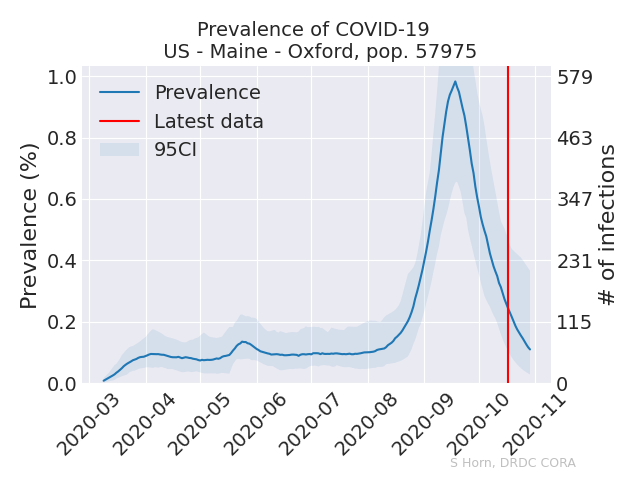 Prevalence of COVID-19
US - Maine - Oxford, pop. 57975
Prevalence
Latest data
95CI
Prevalence (%)
1.0
0.8
0.6
0.4
0.2
0.0
579
463
347
231
115
0
# of infections
2020-03
2020-04
2020-05
2020-06
2020-07
2020-08
2020-09
2020-10
2020-11
S Horn, DRDC CORA